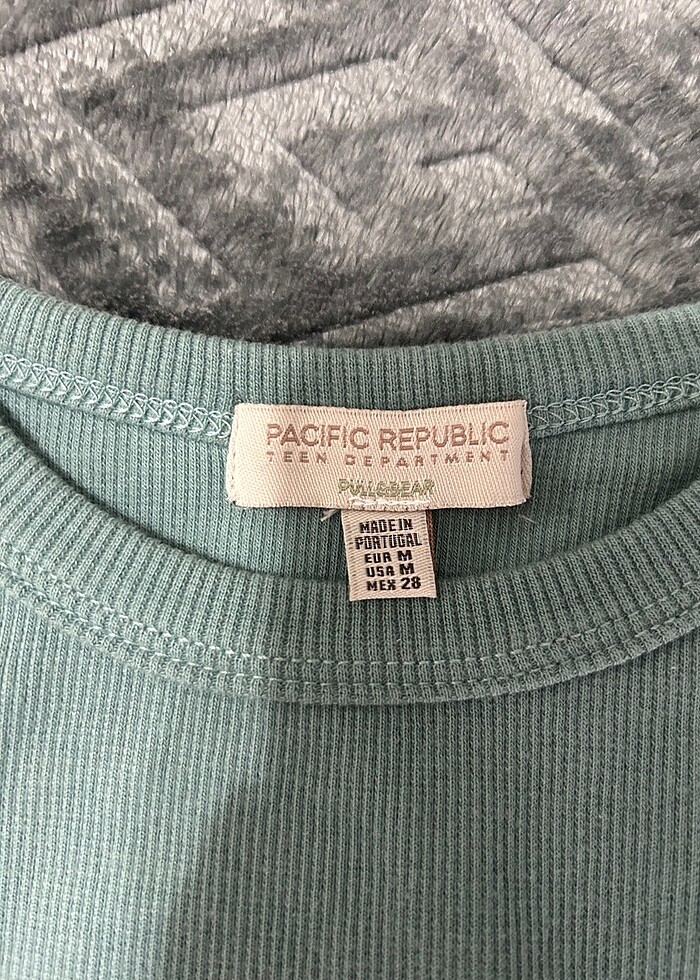 PACIFIC REPUBLIC
TEEN DEPARTMENT
PULL&BEAR
MADE IN
PORTUGAL
EUR M
USA M
MEX 28